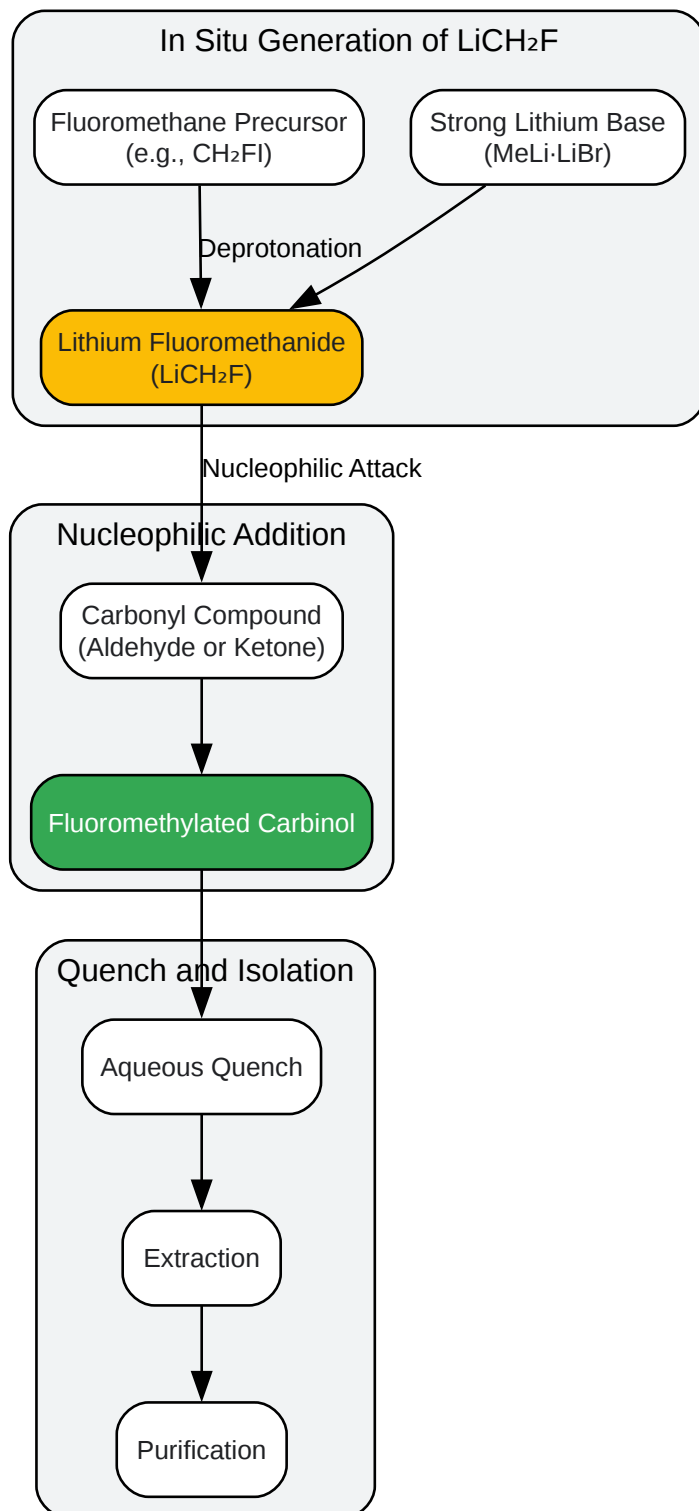 In Situ Generation of LiCH₂F
Fluoromethane Precursor
(e.g., CH₂FI)
Strong Lithium Base
(MeLi·LiBr)
Deprotonation
Lithium Fluoromethanide
(LiCH₂F)
Nucleophilic Attack
Nucleophilic Addition
Carbonyl Compound
(Aldehyde or Ketone)
Fluoromethylated Carbinol
Quench and Isolation
Aqueous Quench
Extraction
Purification